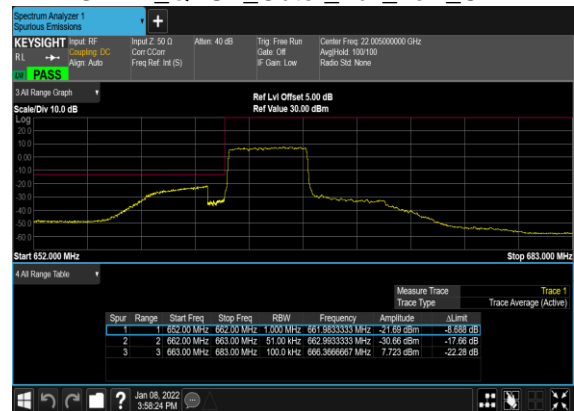 Spectrum Analyzer 1
Spurious Emissions
KEYSIGHT Input: RF Input Z: 50 Ω Atten: 40 dB Trig: Free Run Center Freq: 22.005000000 GHz
RL Coupling: DC Corr CCorr Gate: Off Avg|Hold: 100/100
Align: Auto Freq Ref: Int (S) IF Gain: Low Radio Std: None
PASS
3 All Range Graph
Ref Lvl Offset 5.00 dB
Scale/Div 10.0 dB Ref Value 30.00 dBm
Log
20.0
10.0
0.00
-10.0
-20.0
-30.0
-40.0
-50.0
-60.0
Start 652.000 MHz Stop 683.000 MHz
4 All Range Table
Measure Trace Trace 1
Trace Type Trace Average (Active)
Spur Range Start Freq Stop Freq RBW Frequency Amplitude ΔLimit
1 1 652.00 MHz 662.00 MHz 1.000 MHz 661.9833333 MHz -21.69 dBm -8.688 dB
2 2 662.00 MHz 663.00 MHz 51.00 kHz 662.9933333 MHz -30.66 dBm -17.66 dB
3 3 663.00 MHz 683.00 MHz 100.0 kHz 666.3666667 MHz 7.723 dBm -22.28 dB
? Jan 08, 2022
3:58:24 PM